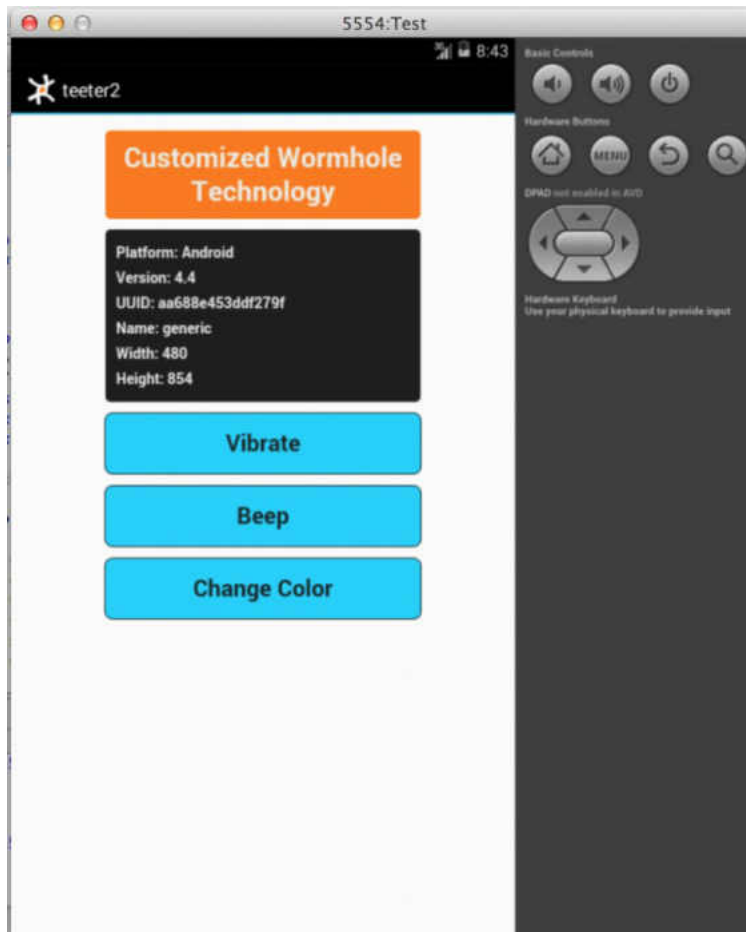 5554:Test
3G 8:43
teeter2
Customized Wormhole
Technology
Platform: Android
Version: 4.4
UUID: aa688e453ddf279f
Name: generic
Width: 480
Height: 854
Vibrate
Beep
Change Color
Basic Controls
Hardware Buttons
MENU
DPAD not enabled in AVD
Hardware Keyboard
Use your physical keyboard to provide input